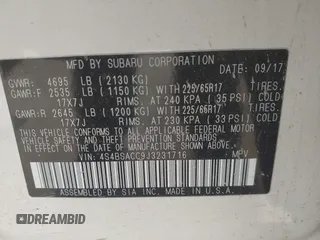 MFD BY SUBARU CORPORATION 09/17
GVWR: 4695 LB (2130 KG)
GAWR:F 2535 LB (1150 KG) WITH 225/65R17 TIRES.
17X7J RIMS. AT 240 KPA (35 PSI) COLD
GAWR:R 2645 LB (1200 KG) WITH 225/65R17 TIRES.
17X7J RIMS. AT 230 KPA (33 PSI) COLD
THIS VEHICLE CONFORMS TO ALL APPLICABLE FEDERAL MOTOR
VEHICLE SAFETY AND THEFT PREVENTION STANDARDS
IN EFFECT ON THE DATE OF MANUFACTURE SHOWN ABOVE.
VIN: 4S4BSACC9J3231716 MPV
ASSEMBLED BY SIA INC. MADE IN U.S.A.
DREAMBID